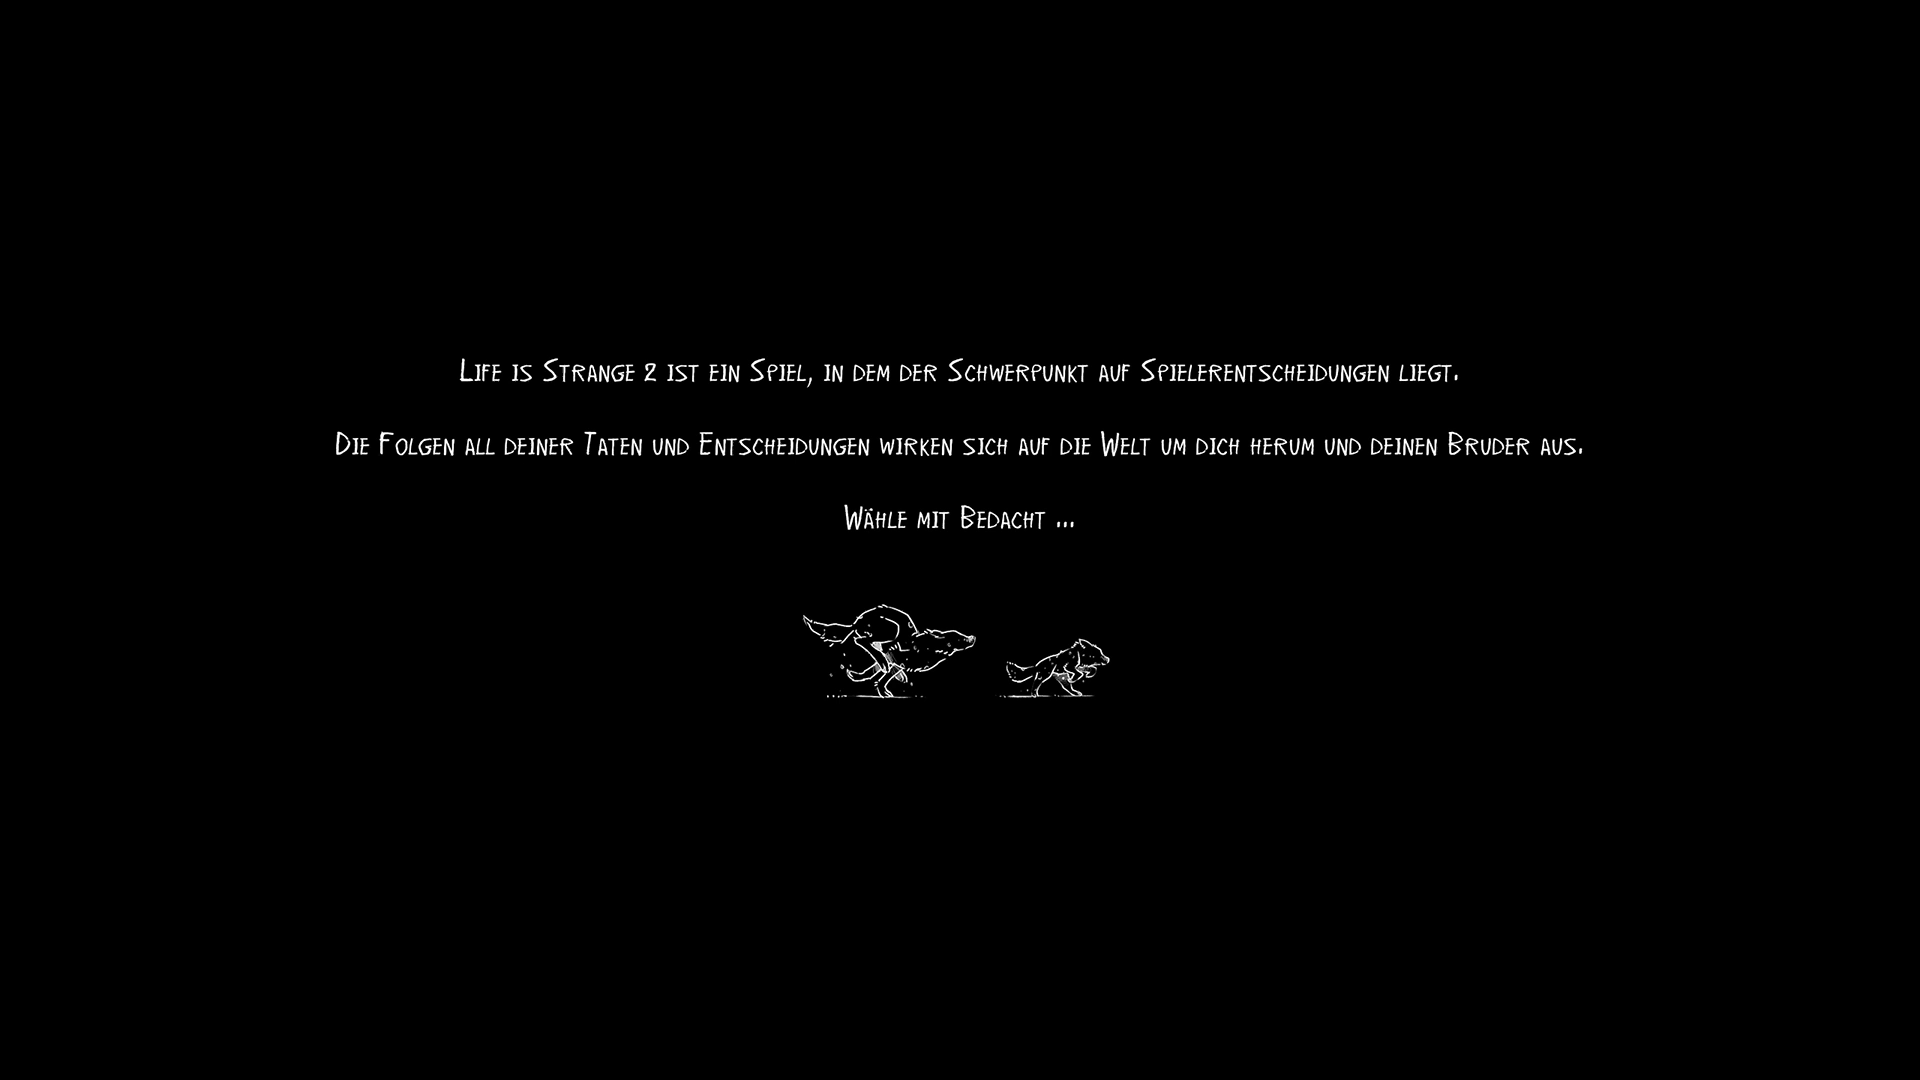 Life is Strange 2 ist ein Spiel, in dem der Schwerpunkt auf Spielerentscheidungen liegt.
Die Folgen all deiner Taten und Entscheidungen wirken sich auf die Welt um dich herum und deinen Bruder aus.
Wähle mit Bedacht ...